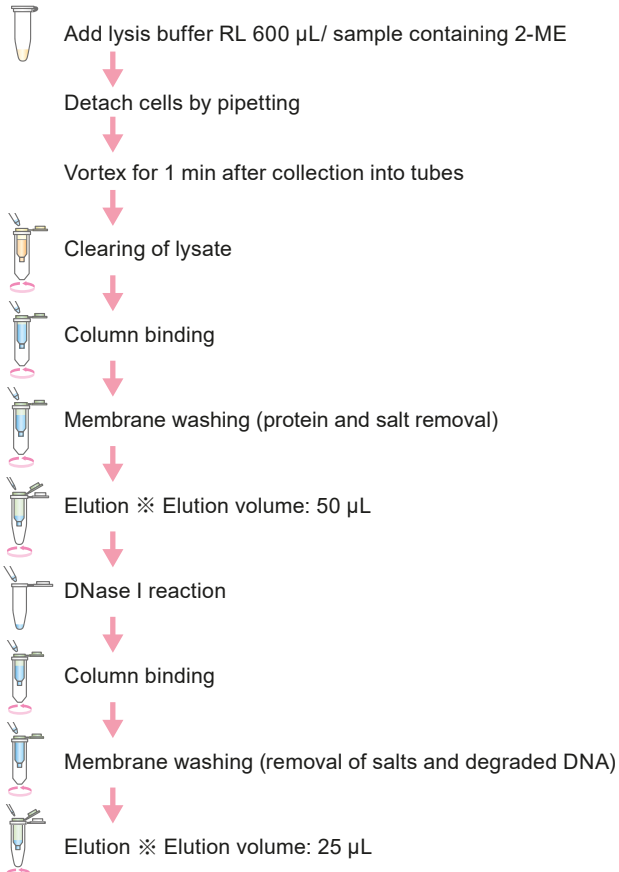 Add lysis buffer RL 600 µL/ sample containing 2-ME
Detach cells by pipetting
Vortex for 1 min after collection into tubes
Clearing of lysate
Column binding
Membrane washing (protein and salt removal)
Elution ※ Elution volume: 50 µL
DNase I reaction
Column binding
Membrane washing (removal of salts and degraded DNA)
Elution ※ Elution volume: 25 µL